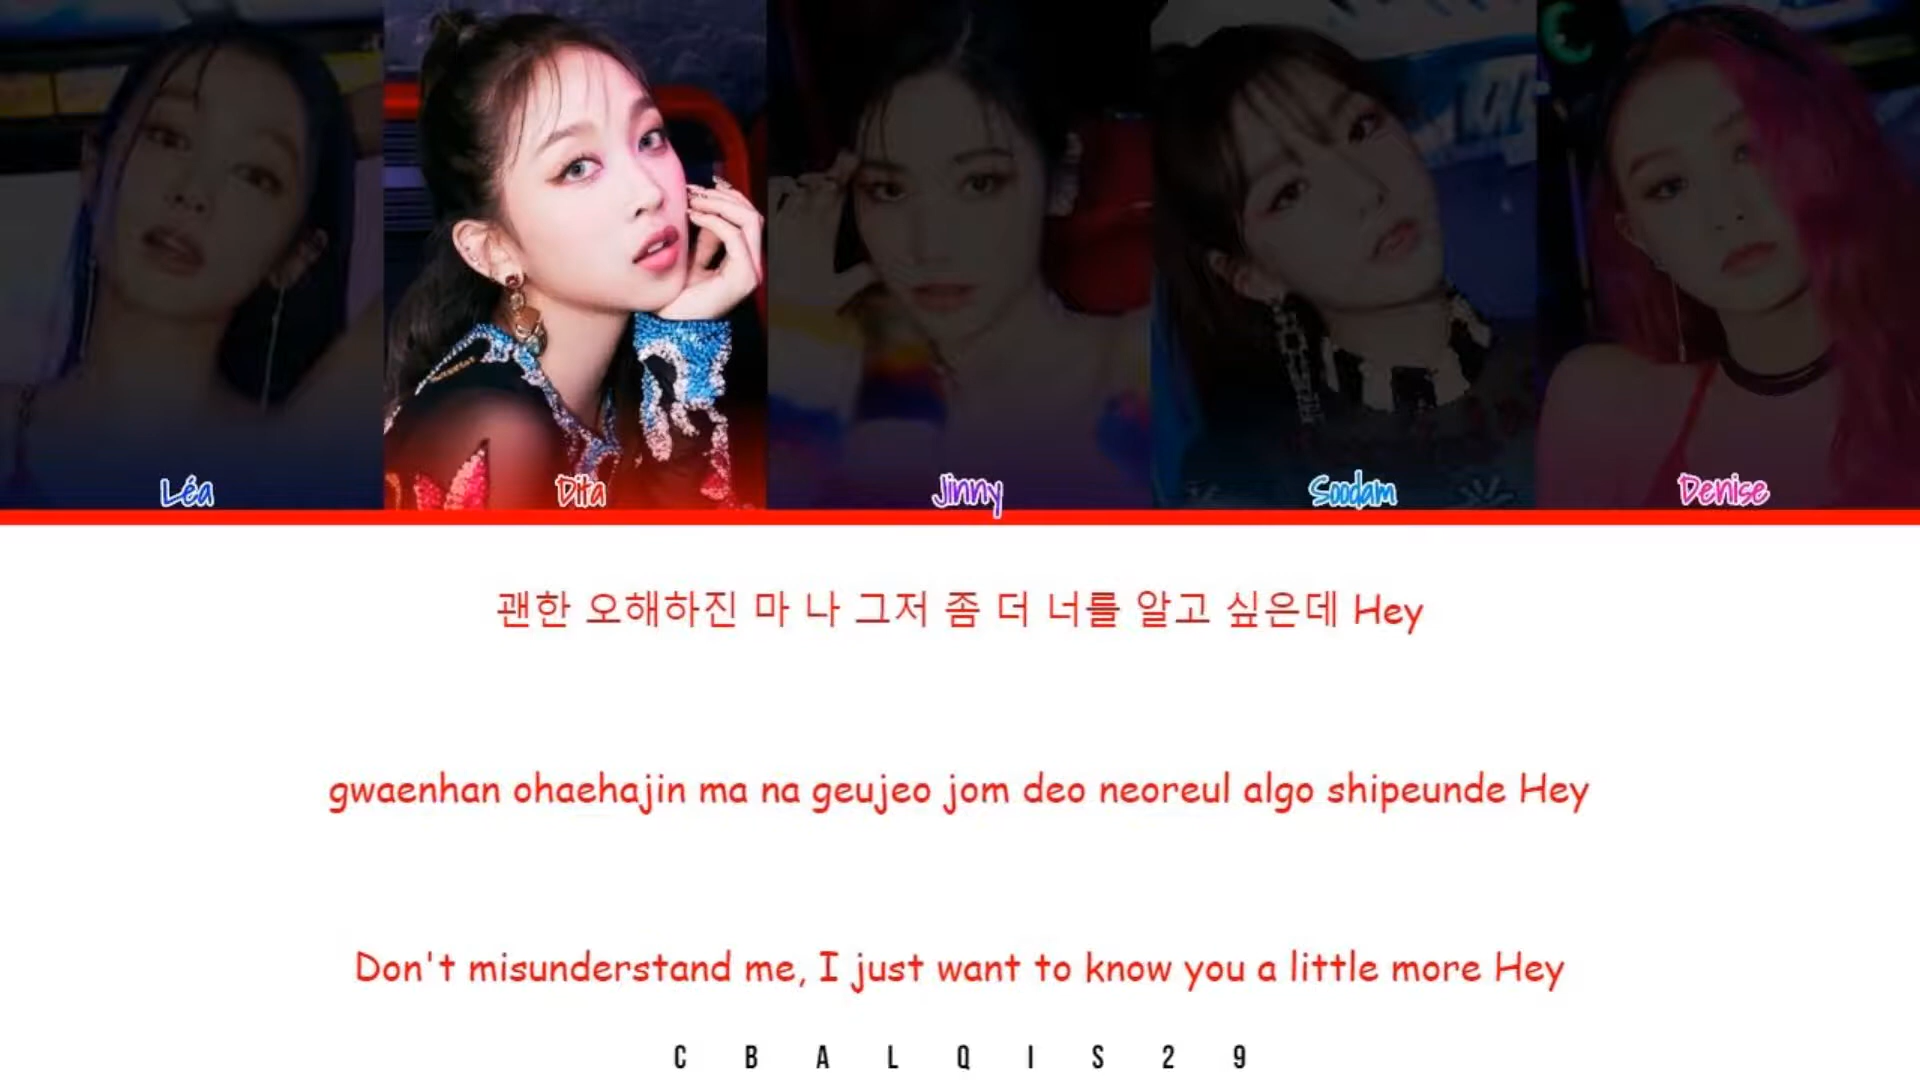 Léa
Dita
Jinny
Soodam
Denise
괜한 오해하진 마 나 그저 좀 더 너를 알고 싶은데 Hey
gwaenhan ohaehajin ma na geujeo jom deo neoreul algo shipeunde Hey
Don't misunderstand me, I just want to know you a little more Hey
CBALQIS29